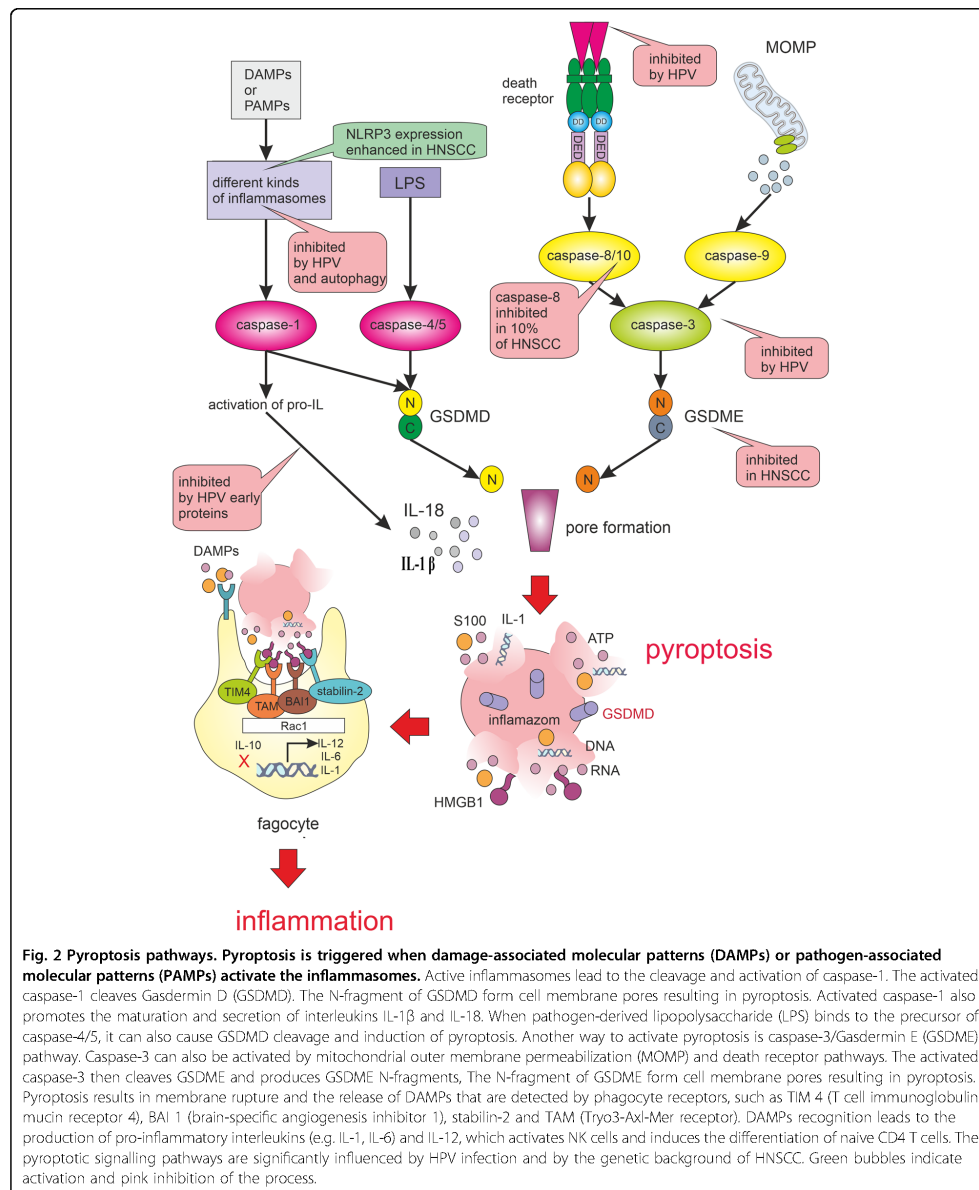 DAMPs
or
PAMPs
NLRP3 expression
enhanced in HNSCC
different kinds
of inflammasomes
LPS
inhibited
by HPV
and autophagy
caspase-1
caspase-4/5
activation of pro-IL
N
C
GSDMD
N
inhibited
by HPV early
proteins
IL-18
IL-1β
death
receptor
inhibited
by HPV
MOMP
DD
DD
DED
DED
caspase-8/10
caspase-9
caspase-8
inhibited
in 10%
of HNSCC
caspase-3
inhibited
by HPV
N
C
GSDME
inhibited
in HNSCC
N
pore formation
DAMPs
TIM4
TAM
BAI1
stabilin-2
Rac1
IL-10
X
IL-12
IL-6
IL-1
fagocyte
inflammation
S100
IL-1
ATP
pyroptosis
inflamazom
GSDMD
DNA
RNA
HMGB1
Fig. 2 Pyroptosis pathways. Pyroptosis is triggered when damage-associated molecular patterns (DAMPs) or pathogen-associated
molecular patterns (PAMPs) activate the inflammasomes. Active inflammasomes lead to the cleavage and activation of caspase-1. The activated
caspase-1 cleaves Gasdermin D (GSDMD). The N-fragment of GSDMD form cell membrane pores resulting in pyroptosis. Activated caspase-1 also
promotes the maturation and secretion of interleukins IL-1β and IL-18. When pathogen-derived lipopolysaccharide (LPS) binds to the precursor of
caspase-4/5, it can also cause GSDMD cleavage and induction of pyroptosis. Another way to activate pyroptosis is caspase-3/Gasdermin E (GSDME)
pathway. Caspase-3 can also be activated by mitochondrial outer membrane permeabilization (MOMP) and death receptor pathways. The activated
caspase-3 then cleaves GSDME and produces GSDME N-fragments, The N-fragment of GSDME form cell membrane pores resulting in pyroptosis.
Pyroptosis results in membrane rupture and the release of DAMPs that are detected by phagocyte receptors, such as TIM 4 (T cell immunoglobulin
mucin receptor 4), BAI 1 (brain-specific angiogenesis inhibitor 1), stabilin-2 and TAM (Tryo3-Axl-Mer receptor). DAMPs recognition leads to the
production of pro-inflammatory interleukins (e.g. IL-1, IL-6) and IL-12, which activates NK cells and induces the differentiation of naive CD4 T cells. The
pyroptotic signalling pathways are significantly influenced by HPV infection and by the genetic background of HNSCC. Green bubbles indicate
activation and pink inhibition of the process.